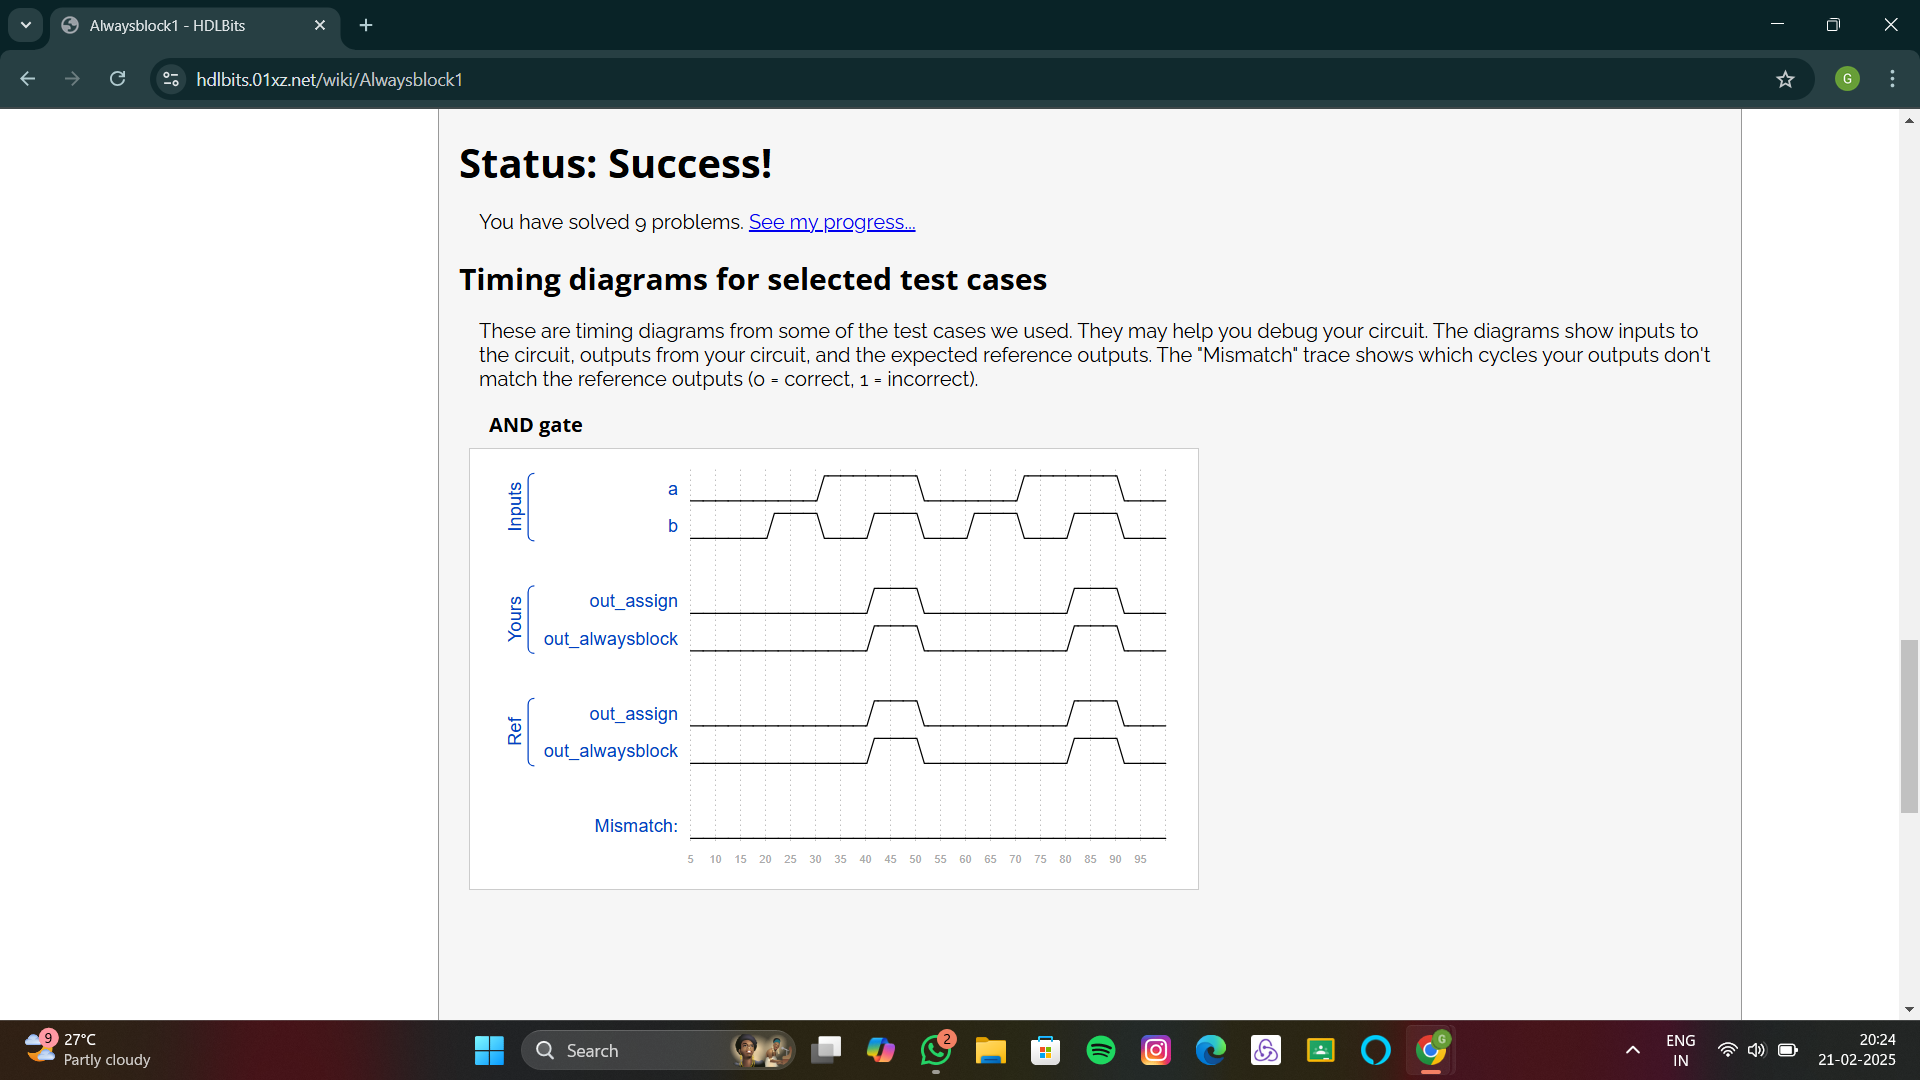 Alwaysblock1 - HDLBits
hdlbits.01xz.net/wiki/Alwaysblock1
G
Status: Success!
You have solved 9 problems. See my progress...
Timing diagrams for selected test cases
These are timing diagrams from some of the test cases we used. They may help you debug your circuit. The diagrams show inputs to
the circuit, outputs from your circuit, and the expected reference outputs. The "Mismatch" trace shows which cycles your outputs don't
match the reference outputs (0 = correct, 1 = incorrect).
AND gate
Inputs
a
b
Yours
out_assign
out_alwaysblock
Ref
out_assign
out_alwaysblock
Mismatch:
5 10 15 20 25 30 35 40 45 50 55 60 65 70 75 80 85 90 95
9
27°C
Partly cloudy
Search
2
G
ENG
IN
20:24
21-02-2025